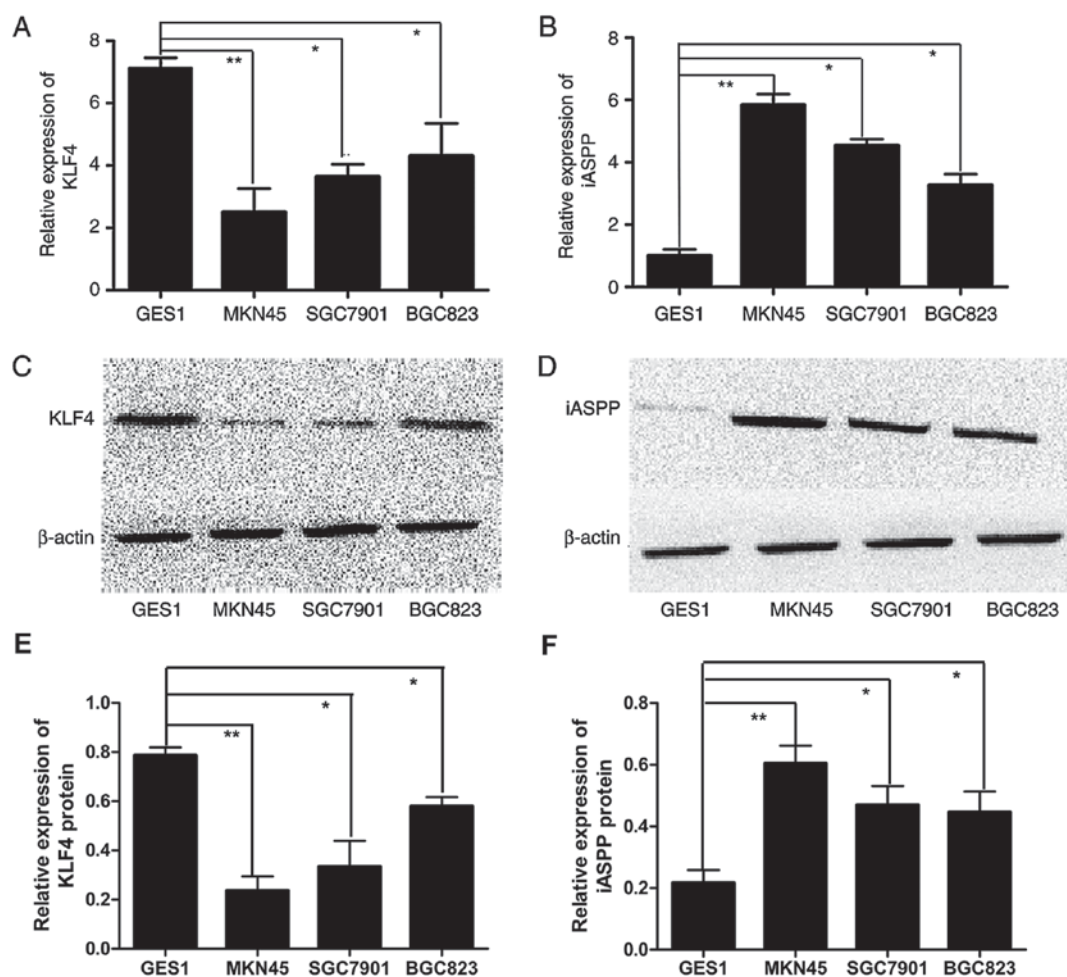 A
Relative expression of
KLF4
8
6
4
2
0
**
*
*
GES1 MKN45 SGC7901 BGC823
B
Relative expression of
iASPP
8
6
4
2
0
**
*
*
GES1 MKN45 SGC7901 BGC823
C
KLF4
β-actin
GES1 MKN45 SGC7901 BGC823
D
iASPP
β-actin
GES1 MKN45 SGC7901 BGC823
E
Relative expression of
KLF4 protein
1.0
0.8
0.6
0.4
0.2
0.0
**
*
*
GES1 MKN45 SGC7901 BGC823
F
Relative expression of
iASPP protein
0.8
0.6
0.4
0.2
0.0
**
*
*
GES1 MKN45 SGC7901 BGC823